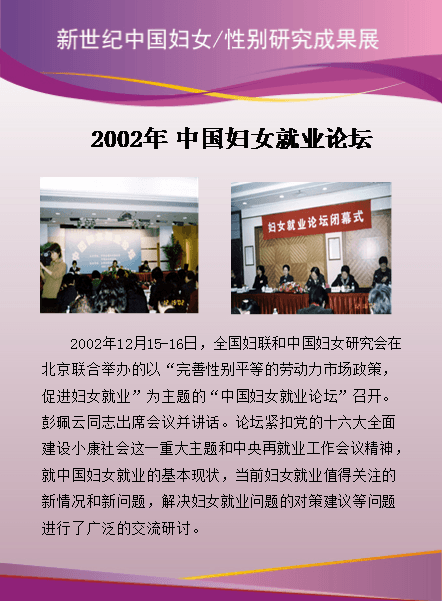 新世纪中国妇女/性别研究成果展
2002年 中国妇女就业论坛
妇女就业论坛闭幕式
2002年12月15-16日，全国妇联和中国妇女研究会在
北京联合举办的以“完善性别平等的劳动力市场政策，
促进妇女就业”为主题的“中国妇女就业论坛”召开。
彭珮云同志出席会议并讲话。论坛紧扣党的十六大全面
建设小康社会这一重大主题和中央再就业工作会议精神，
就中国妇女就业的基本现状，当前妇女就业值得关注的
新情况和新问题，解决妇女就业问题的对策建议等问题
进行了广泛的交流研讨。